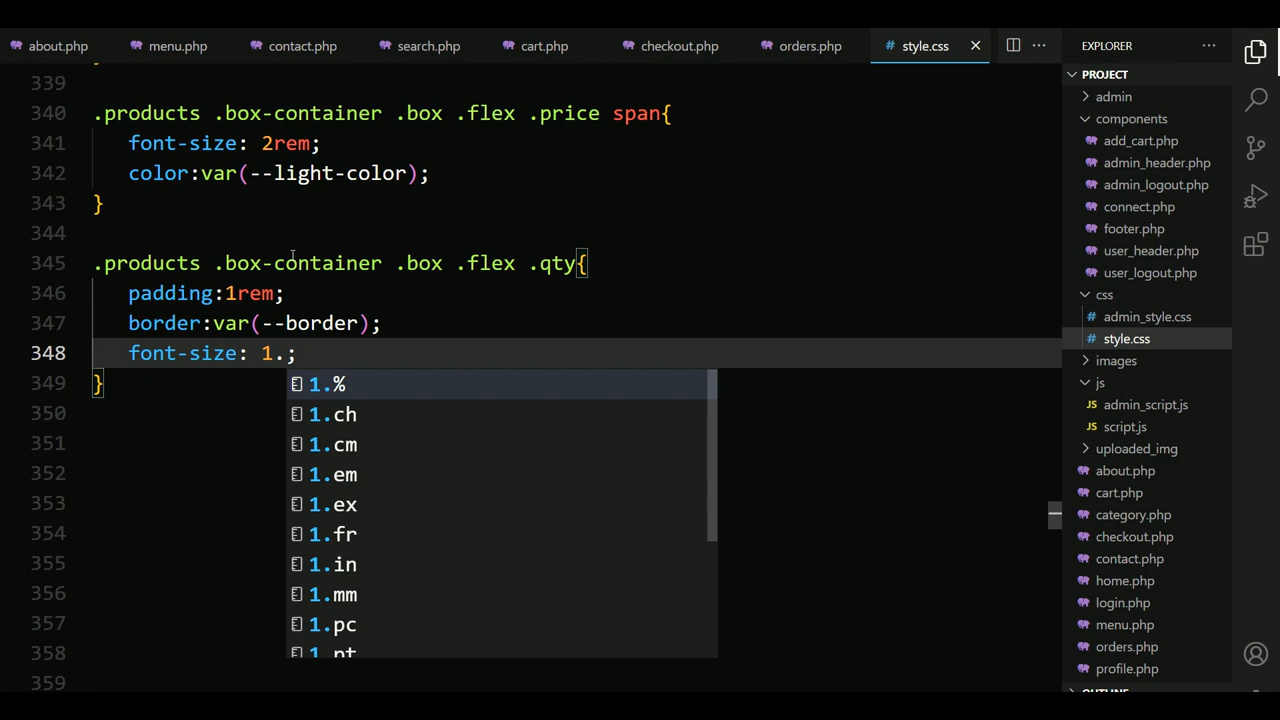 about.php menu.php contact.php search.php cart.php checkout.php orders.php # style.css
EXPLORER
PROJECT
admin
components
add_cart.php
admin_header.php
admin_logout.php
connect.php
footer.php
user_header.php
user_logout.php
css
# admin_style.css
# style.css
images
js
JS admin_script.js
JS script.js
uploaded_img
about.php
cart.php
category.php
checkout.php
contact.php
home.php
login.php
menu.php
orders.php
profile.php
OUTLINE
339
340 .products .box-container .box .flex .price span{
341 font-size: 2rem;
342 color:var(--light-color);
343 }
344
345 .products .box-container .box .flex .qty{
346 padding:1rem;
347 border:var(--border);
348 font-size: 1.;
349 }
350
351
352
353
354
355
356
357
358
359
1.%
1.ch
1.cm
1.em
1.ex
1.fr
1.in
1.mm
1.pc
1.pt